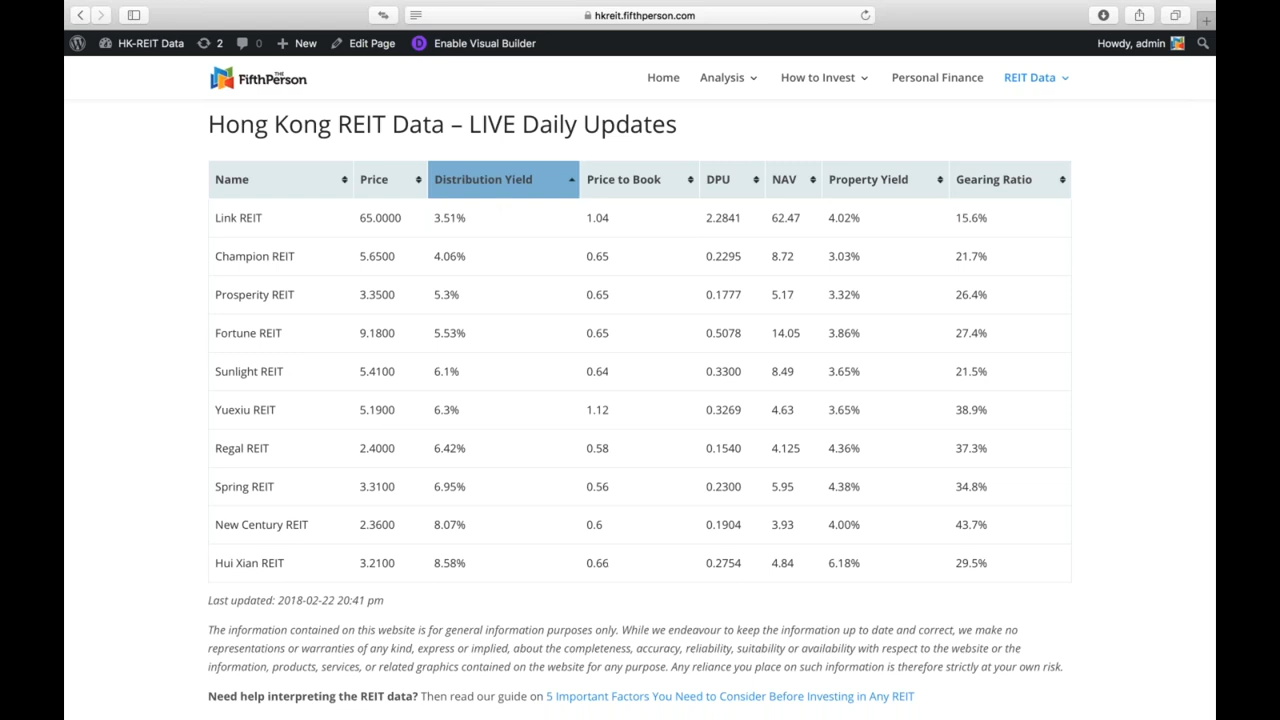 hkreit.fifthperson.com
HK-REIT Data 2 0 New Edit Page D Enable Visual Builder Howdy, admin
THE FIFTHPERSON Home Analysis How to Invest Personal Finance REIT Data
Hong Kong REIT Data – LIVE Daily Updates
Name Price Distribution Yield Price to Book DPU NAV Property Yield Gearing Ratio
Link REIT 65.0000 3.51% 1.04 2.2841 62.47 4.02% 15.6%
Champion REIT 5.6500 4.06% 0.65 0.2295 8.72 3.03% 21.7%
Prosperity REIT 3.3500 5.3% 0.65 0.1777 5.17 3.32% 26.4%
Fortune REIT 9.1800 5.53% 0.65 0.5078 14.05 3.86% 27.4%
Sunlight REIT 5.4100 6.1% 0.64 0.3300 8.49 3.65% 21.5%
Yuexiu REIT 5.1900 6.3% 1.12 0.3269 4.63 3.65% 38.9%
Regal REIT 2.4000 6.42% 0.58 0.1540 4.125 4.36% 37.3%
Spring REIT 3.3100 6.95% 0.56 0.2300 5.95 4.38% 34.8%
New Century REIT 2.3600 8.07% 0.6 0.1904 3.93 4.00% 43.7%
Hui Xian REIT 3.2100 8.58% 0.66 0.2754 4.84 6.18% 29.5%
Last updated: 2018-02-22 20:41 pm
The information contained on this website is for general information purposes only. While we endeavour to keep the information up to date and correct, we make no
representations or warranties of any kind, express or implied, about the completeness, accuracy, reliability, suitability or availability with respect to the website or the
information, products, services, or related graphics contained on the website for any purpose. Any reliance you place on such information is therefore strictly at your own risk.
Need help interpreting the REIT data? Then read our guide on 5 Important Factors You Need to Consider Before Investing in Any REIT